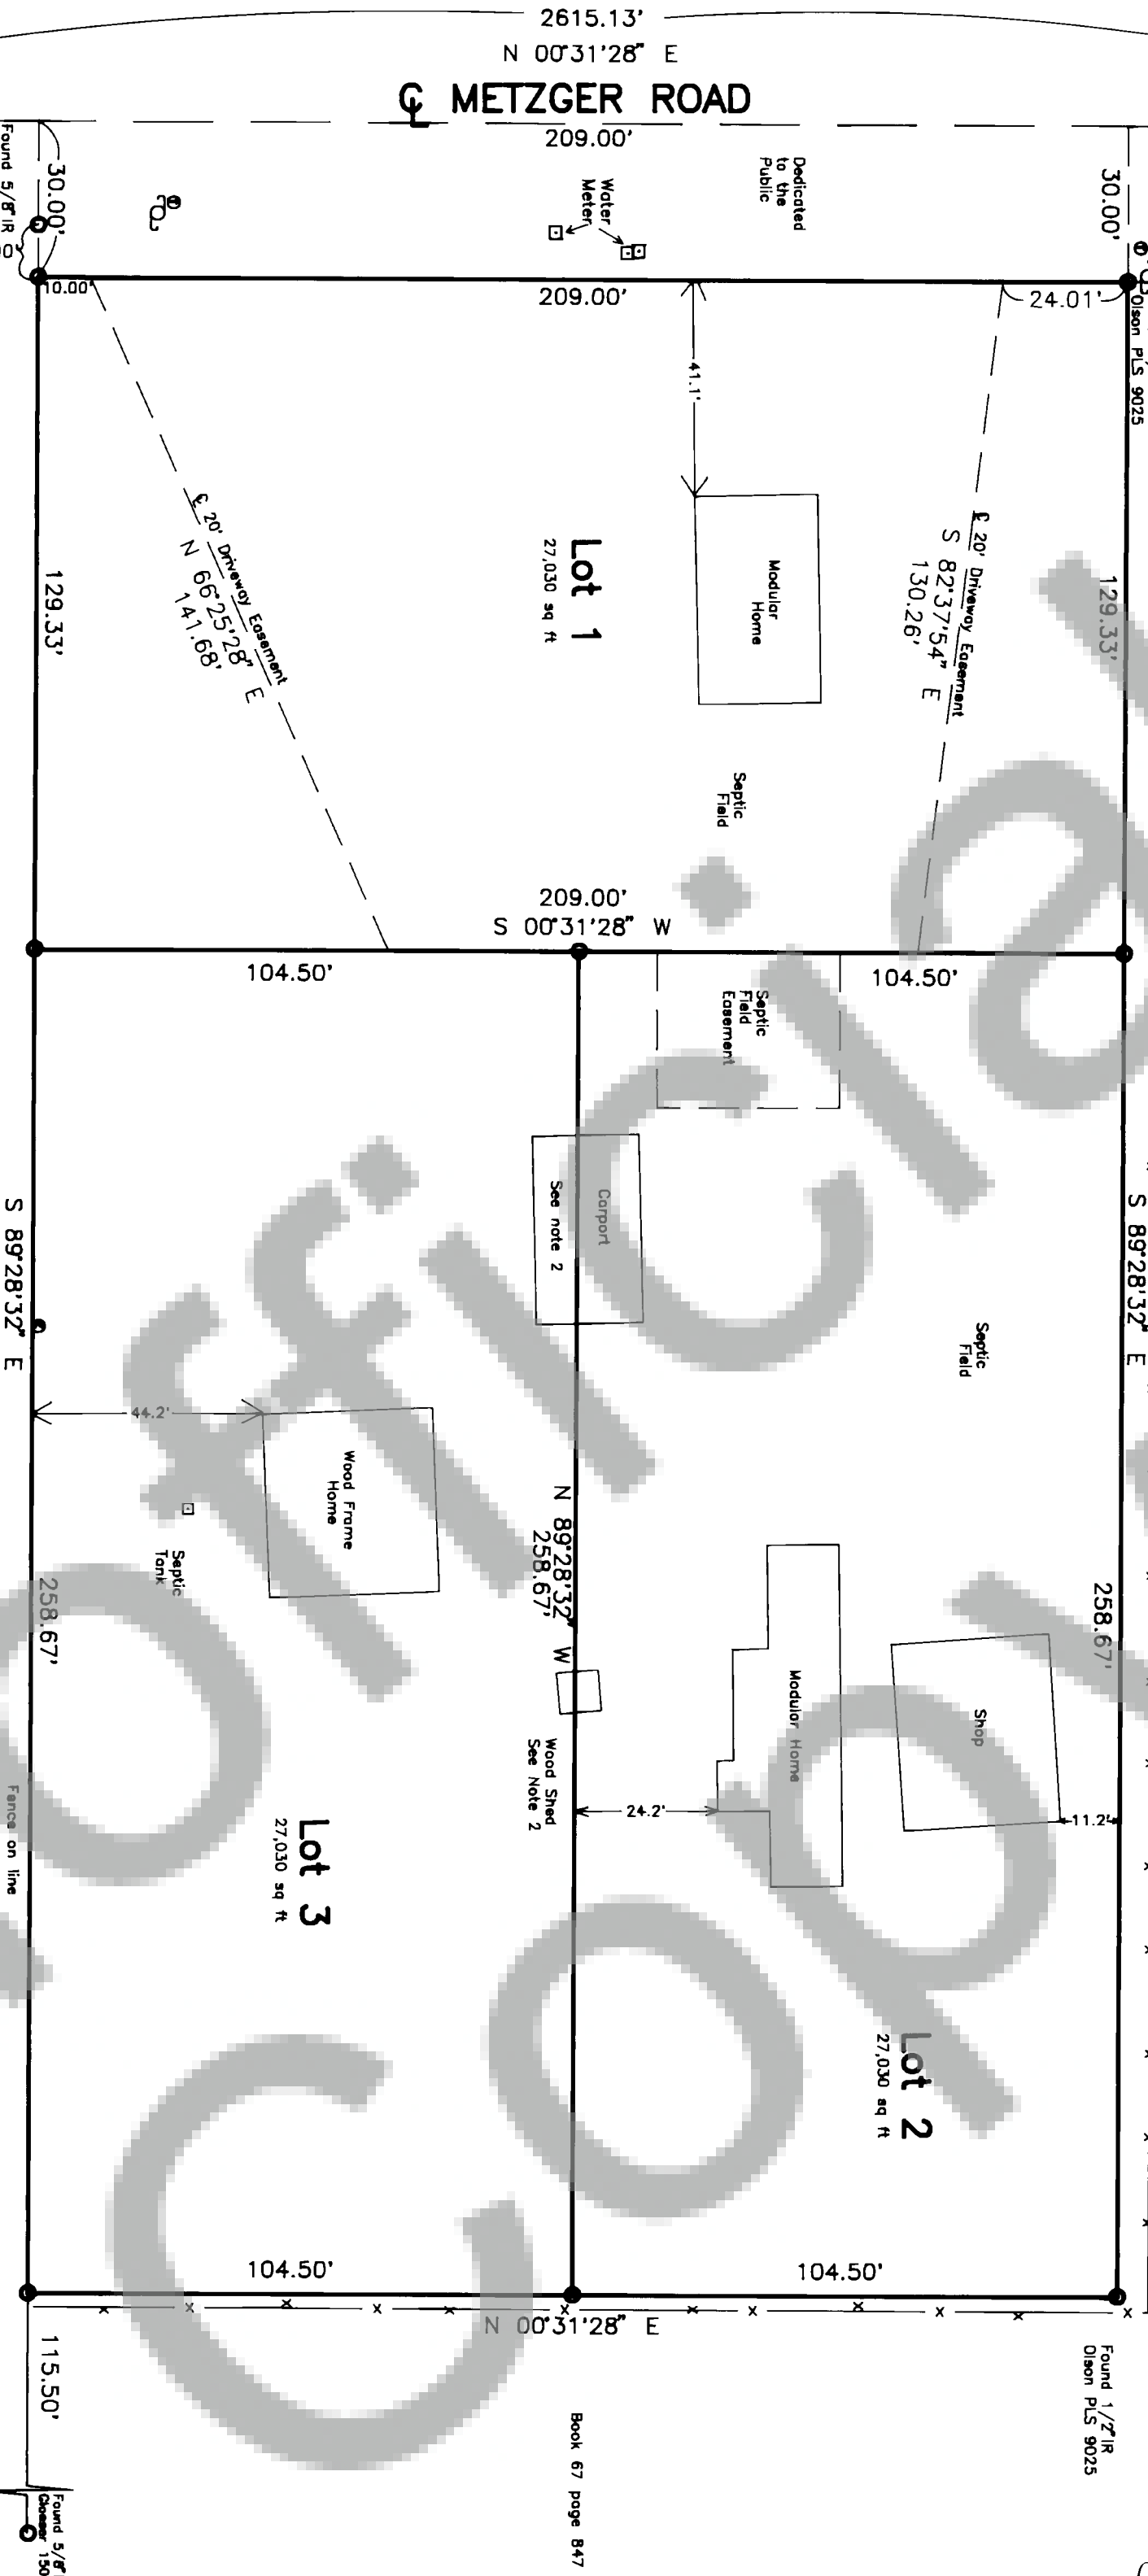 2615.13'
N 00°31'28" E
℄ METZGER ROAD
209.00'
Dedicated
to the
Public
Water
Meter
30.00'
30.00'
Found 5/8" IR
Olson PLS 9025
10.00'
209.00'
24.01'
41.1'
℄ 20' Driveway Easement
N 66°25'28" E
141.68'
Lot 1
27,030 sq ft
Modular
Home
℄ 20' Driveway Easement
S 82°37'54" E
130.26'
129.33'
129.33'
Septic
Field
209.00'
S 00°31'28" W
104.50'
104.50'
Septic
Field
Easement
Carport
See note 2
S 89°28'32" E
S 89°28'32" E
Septic
Field
44.2'
Wood Frame
Home
Septic
Tank
N 89°28'32" W
258.67'
258.67'
258.67'
Shop
Modular Home
Wood Shed
See Note 2
24.2'
11.2'
Fence on line
Lot 3
27,030 sq ft
Lot 2
27,030 sq ft
104.50'
104.50'
N 00°31'28" E
115.50'
Found 1/2" IR
Olson PLS 9025
Book 67 page 847
Found 5/8"
Unofficial Copy